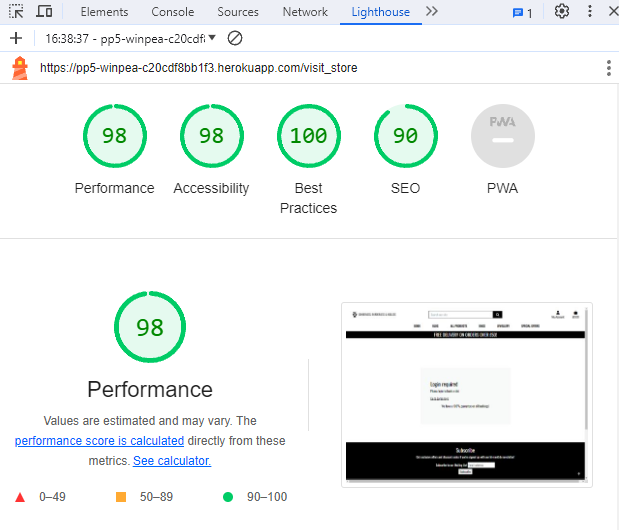 Elements Console Sources Network Lighthouse 1
16:38:37 - pp5-winpea-c20cdf8
https://pp5-winpea-c20cdf8bb1f3.herokuapp.com/visit_store
98 98 100 90 PWA
Performance Accessibility Best Practices SEO PWA
98
Performance
Values are estimated and may vary. The
performance score is calculated directly from these
metrics. See calculator.
0–49 50–89 90–100
FREE DELIVERY ON ORDERS OVER
Login required
Subscribe